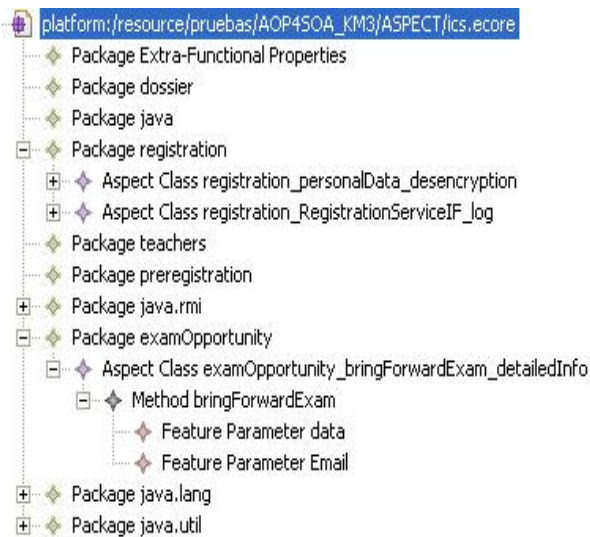 platform:/resource/pruebas/AOP4SOA_KM3/ASPECT/ics.ecore
Package Extra-Functional Properties
Package dossier
Package java
Package registration
Aspect Class registration_personalData_desencryption
Aspect Class registration_RegistrationServiceIF_log
Package teachers
Package preregistration
Package java.rmi
Package examOpportunity
Aspect Class examOpportunity_bringForwardExam_detailedInfo
Method bringForwardExam
Feature Parameter data
Feature Parameter Email
Package java.lang
Package java.util